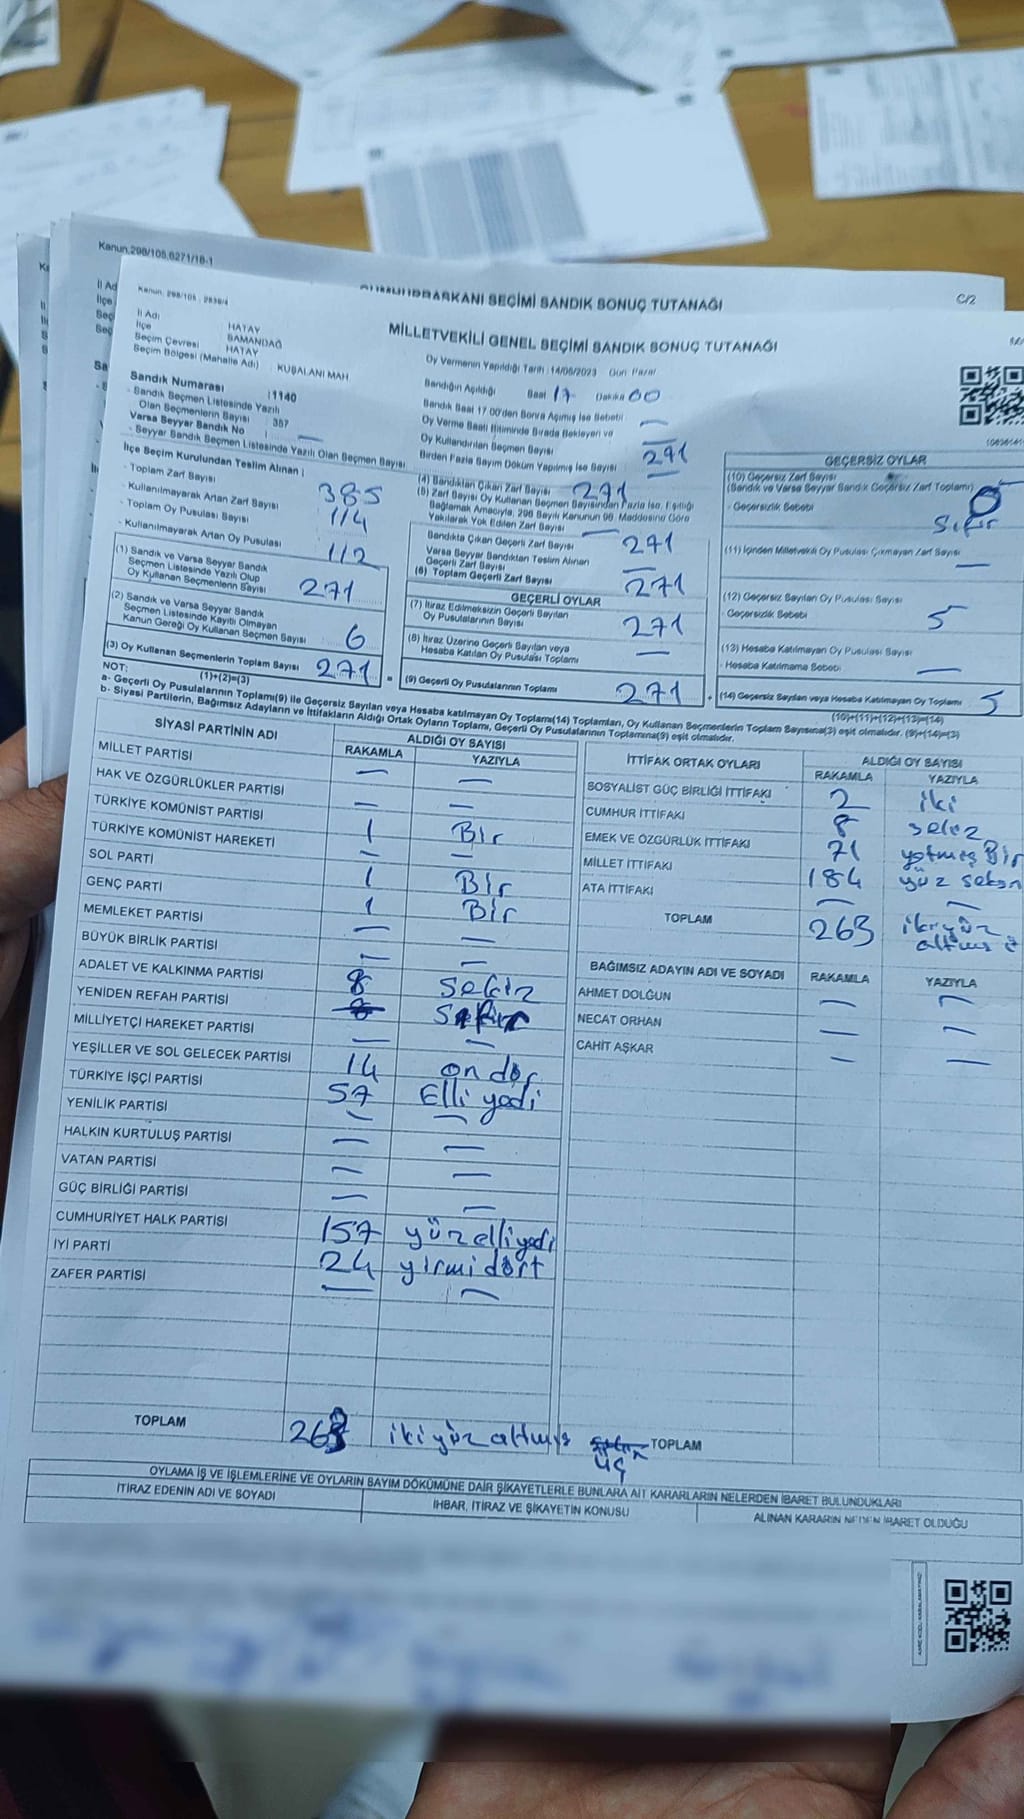 Kanun.298/105,6271/18-1
CUMHURBAŞKANI SEÇİMİ SANDIK SONUÇ TUTANAĞI
C/2
Kanun. 298/105 , 2839/4
MİLLETVEKİLİ GENEL SEÇİMİ SANDIK SONUÇ TUTANAĞI
İl Adı HATAY
İlçe SAMANDAĞ
Seçim Çevresi HATAY
Seçim Bölgesi (Mahalle Adı) : KUŞALANI MAH
Sandık Numarası :1140
- Sandık Seçmen Listesinde Yazılı
Olan Seçmenlerin Sayısı : 357
Varsa Seyyar Sandık No : —
- Seyyar Sandık Seçmen Listesinde Yazılı Olan Seçmen Sayısı
İlçe Seçim Kurulundan Teslim Alınan :
- Toplam Zarf Sayısı 385
- Kullanılmayarak Artan Zarf Sayısı 114
- Toplam Oy Pusulası Sayısı
- Kullanılmayarak Artan Oy Pusulası 112
(1) Sandık ve Varsa Seyyar Sandık
Seçmen Listesinde Yazılı Olup
Oy Kullanan Seçmenlerin Sayısı 271
(2) Sandık ve Varsa Seyyar Sandık
Seçmen Listesinde Kayıtlı Olmayan
Kanun Gereği Oy Kullanan Seçmen Sayısı 6
(3) Oy Kullanan Seçmenlerin Toplam Sayısı 271
(1)+(2)=(3)
Oy Vermenin Yapıldığı Tarih :14/05/2023 Gün: Pazar
Sandığın Açıldığı Saat 17 Dakika 00
Sandık Saat 17:00'den Sonra Açılmış İse Sebebi —
Oy Verme Saati Bitiminde Sırada Bekleyen ve
Oy Kullandırılan Seçmen Sayısı —
Birden Fazla Sayım Döküm Yapılmış İse Sayısı 271
—
(4) Sandıktan Çıkan Zarf Sayısı 271
(5) Zarf Sayısı Oy Kullanan Seçmen Sayısından Fazla İse, Eşitliği
Bağlamak Amacıyla, 298 Sayılı Kanunun 98. Maddesine Göre
Yakılarak Yok Edilen Zarf Sayısı —
Sandıkta Çıkan Geçerli Zarf Sayısı 271
Varsa Seyyar Sandıktan Teslim Alınan
Geçerli Zarf Sayısı —
(6) Toplam Geçerli Zarf Sayısı 271
GEÇERLİ OYLAR
(7) İtiraz Edilmeksizin Geçerli Sayılan
Oy Pusulalarının Sayısı 271
(8) İtiraz Üzerine Geçerli Sayılan veya
Hesaba Katılan Oy Pusulası Toplamı —
= (9) Geçerli Oy Pusulalarının Toplamı 271
GEÇERSİZ OYLAR
(10) Geçersiz Zarf Sayısı
(Sandık ve Varsa Seyyar Sandık Geçersiz Zarf Toplamı) 0
- Geçersizlik Sebebi Sıfır
(11) İçinden Milletvekili Oy Pusulası Çıkmayan Zarf Sayısı
—
(12) Geçersiz Sayılan Oy Pusulası Sayısı
- Geçersizlik Sebebi 5
(13) Hesaba Katılmayan Oy Pusulası Sayısı
- Hesaba Katılmama Sebebi —
+ (14) Geçersiz Sayılan veya Hesaba Katılmayan Oy Toplamı 5
(10)+(11)+(12)+(13)=(14)
NOT:
a- Geçerli Oy Pusulalarının Toplamı(9) ile Geçersiz Sayılan veya Hesaba katılmayan Oy Toplamı(14) Toplamları, Oy Kullanan Seçmenlerin Toplam Sayısına(3) eşit olmalıdır. (9)+(14)=(3)
b- Siyasi Partilerin, Bağımsız Adayların ve İttifakların Aldığı Ortak Oyların Toplamı, Geçerli Oy Pusulalarının Toplamına(9) eşit olmalıdır.
SİYASİ PARTİNİN ADI ALDIĞI OY SAYISI
RAKAMLA YAZIYLA
MİLLET PARTİSİ — —
HAK VE ÖZGÜRLÜKLER PARTİSİ — —
TÜRKİYE KOMÜNİST PARTİSİ 1 Bir
TÜRKİYE KOMÜNİST HAREKETİ — —
SOL PARTİ 1 Bir
GENÇ PARTİ 1 Bir
MEMLEKET PARTİSİ — —
BÜYÜK BİRLİK PARTİSİ — —
ADALET VE KALKINMA PARTİSİ 8 sekiz
YENİDEN REFAH PARTİSİ
MİLLİYETÇİ HAREKET PARTİSİ — —
YEŞİLLER VE SOL GELECEK PARTİSİ 14 on dör
TÜRKİYE İŞÇİ PARTİSİ 57 Elli yedi
YENİLİK PARTİSİ — —
HALKIN KURTULUŞ PARTİSİ — —
VATAN PARTİSİ — —
GÜÇ BİRLİĞİ PARTİSİ — —
CUMHURİYET HALK PARTİSİ 157 yüz elli yedi
İYİ PARTİ 24 yirmi dört
ZAFER PARTİSİ — —
TOPLAM 263 iki yüz altmış üç
İTTİFAK ORTAK OYLARI ALDIĞI OY SAYISI
RAKAMLA YAZIYLA
SOSYALİST GÜÇ BİRLİĞİ İTTİFAKI 2 iki
CUMHUR İTTİFAKI 8 sekiz
EMEK VE ÖZGÜRLÜK İTTİFAKI 71 yetmiş Bir
MİLLET İTTİFAKI 184 yüz seksn
ATA İTTİFAKI — —
TOPLAM 263 iki yüz
altmış ü
BAĞIMSIZ ADAYIN ADI VE SOYADI RAKAMLA YAZIYLA
AHMET DOLĞUN — —
NECAT ORHAN — —
CAHİT AŞKAR — —
TOPLAM
OYLAMA İŞ VE İŞLEMLERİNE VE OYLARIN SAYIM DÖKÜMÜNE DAİR ŞİKAYETLERLE BUNLARA AİT KARARLARIN NELERDEN İBARET BULUNDUKLARI
İTİRAZ EDENİN ADI VE SOYADI İHBAR, İTİRAZ VE ŞİKAYETİN KONUSU ALINAN KARARIN NEDEN İBARET OLDUĞU